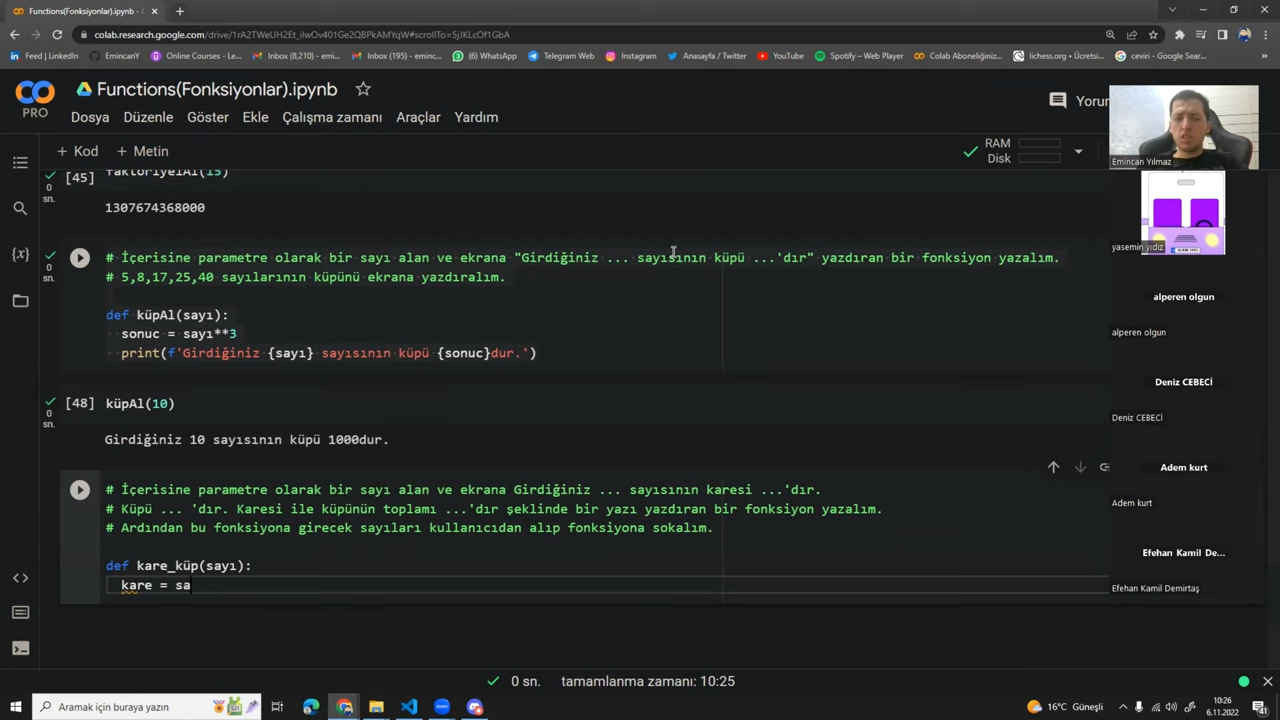 Functions(Fonksiyonlar).ipynb - C
colab.research.google.com/drive/1rA2TWeUH2Et_ilwOv401Ge2QBPkAMYqW#scrollTo=5jJKLcOf1GbA
Feed | LinkedIn
EmincanY
Online Courses - Le...
Inbox (8,210) - emi...
Inbox (195) - eminc...
(6) WhatsApp
Telegram Web
Instagram
Anasayfa / Twitter
YouTube
Spotify – Web Player
Colab Aboneliğiniz...
lichess.org • Ücretsi...
ceviri - Google Sear...
PRO
Functions(Fonksiyonlar).ipynb
Dosya Düzenle Göster Ekle Çalışma zamanı Araçlar Yardım
Yorum
+ Kod + Metin
RAM
Disk
[45]
faktoriyelAl(15)
0
sn.
1307674368000
0
sn.
# İçerisine parametre olarak bir sayı alan ve ekrana "Girdiğiniz ... sayısının küpü ...'dır" yazdıran bir fonksiyon yazalım.
# 5,8,17,25,40 sayılarının küpünü ekrana yazdıralım.
def küpAl(sayı):
sonuc = sayı**3
print(f'Girdiğiniz {sayı} sayısının küpü {sonuc}dur.')
[48]
küpAl(10)
0
sn.
Girdiğiniz 10 sayısının küpü 1000dur.
# İçerisine parametre olarak bir sayı alan ve ekrana Girdiğiniz ... sayısının karesi ...'dır.
# Küpü ... 'dır. Karesi ile küpünün toplamı ...'dır şeklinde bir yazı yazdıran bir fonksiyon yazalım.
# Ardından bu fonksiyona girecek sayıları kullanıcıdan alıp fonksiyona sokalım.
def kare_küp(sayı):
kare = sa
Emincan Yılmaz
yasemin yıdız
alperen olgun
alperen olgun
Deniz CEBECİ
Deniz CEBECİ
Adem kurt
Adem kurt
Efehan Kamil De...
Efehan Kamil Demirtaş
0 sn. tamamlanma zamanı: 10:25
Aramak için buraya yazın
16°C Güneşli
10:26
6.11.2022